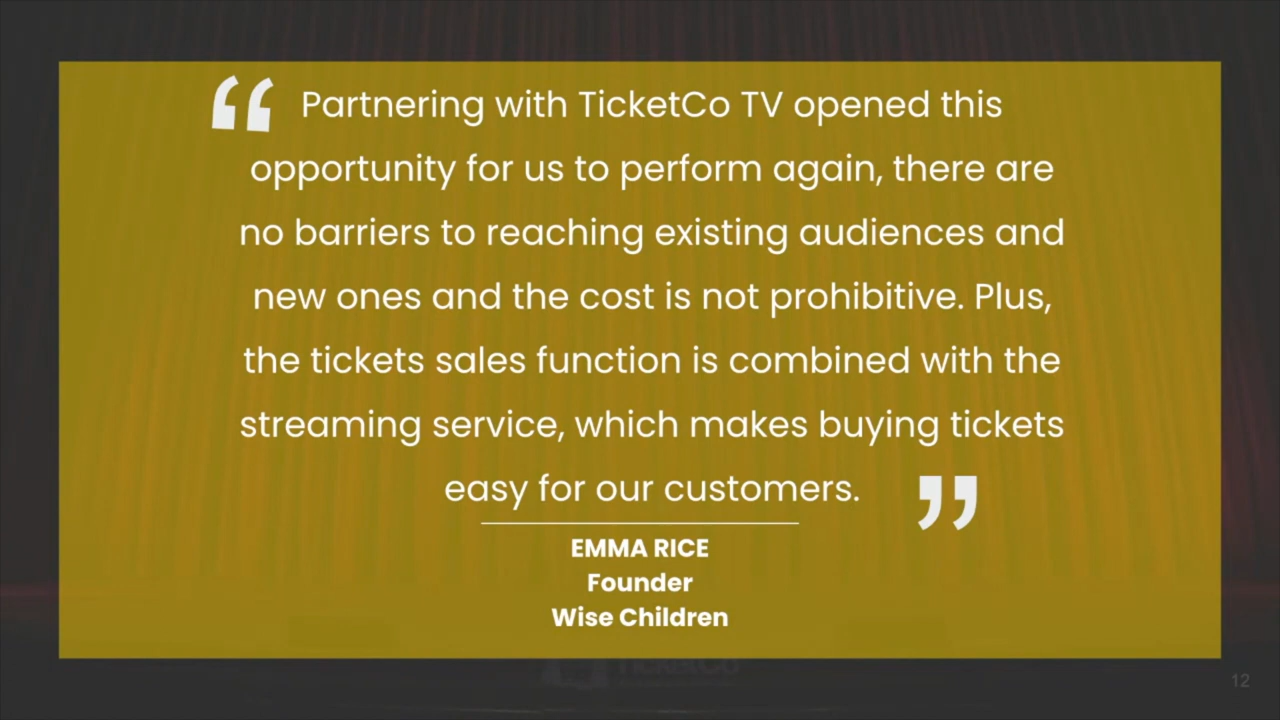 “ Partnering with TicketCo TV opened this
opportunity for us to perform again, there are
no barriers to reaching existing audiences and
new ones and the cost is not prohibitive. Plus,
the tickets sales function is combined with the
streaming service, which makes buying tickets
easy for our customers. ”
EMMA RICE
Founder
Wise Children
TicketCo
12